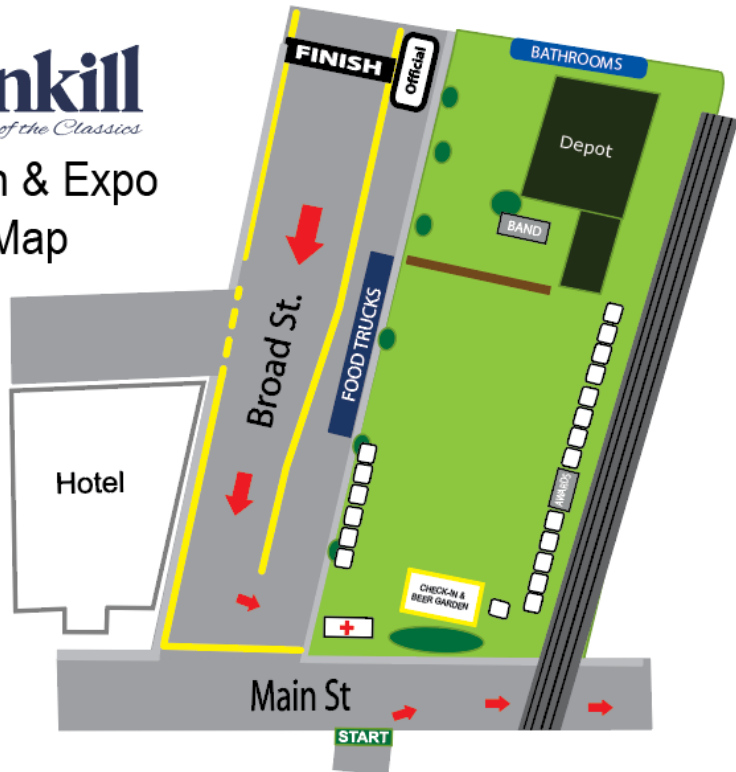 nkill
of the Classics
n & Expo
Map
FINISH
Official
BATHROOMS
Depot
BAND
FOOD TRUCKS
Broad St.
Hotel
AWARDS
CHECK-IN &
BEER GARDEN
Main St
START